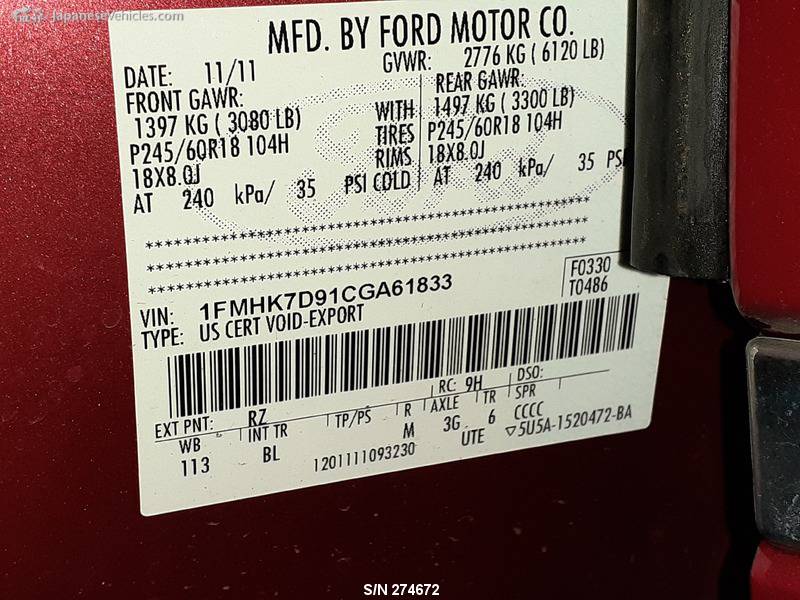 JapaneseVehicles.com
MFD. BY FORD MOTOR CO.
DATE: 11/11
GVWR: 2776 KG ( 6120 LB)
FRONT GAWR:
1397 KG ( 3080 LB)
P245/60R18 104H
18X8.0J
AT 240 kPa/ 35 PSI COLD
WITH
TIRES
RIMS
REAR GAWR:
1497 KG ( 3300 LB)
P245/60R18 104H
18X8.0J
AT 240 kPa/ 35
****************************************
****************************************
****************************************
VIN: 1FMHK7D91CGA61833
TYPE: US CERT VOID-EXPORT
F0330
T0486
EXT PNT: RZ
RC: 9H
DSO:
WB
INT TR
TP/PS
R
AXLE
TR
SPR
113
BL
M
3G
6
CCCC
1201111093230
UTE
▽5U5A-1520472-BA
S/N 274672